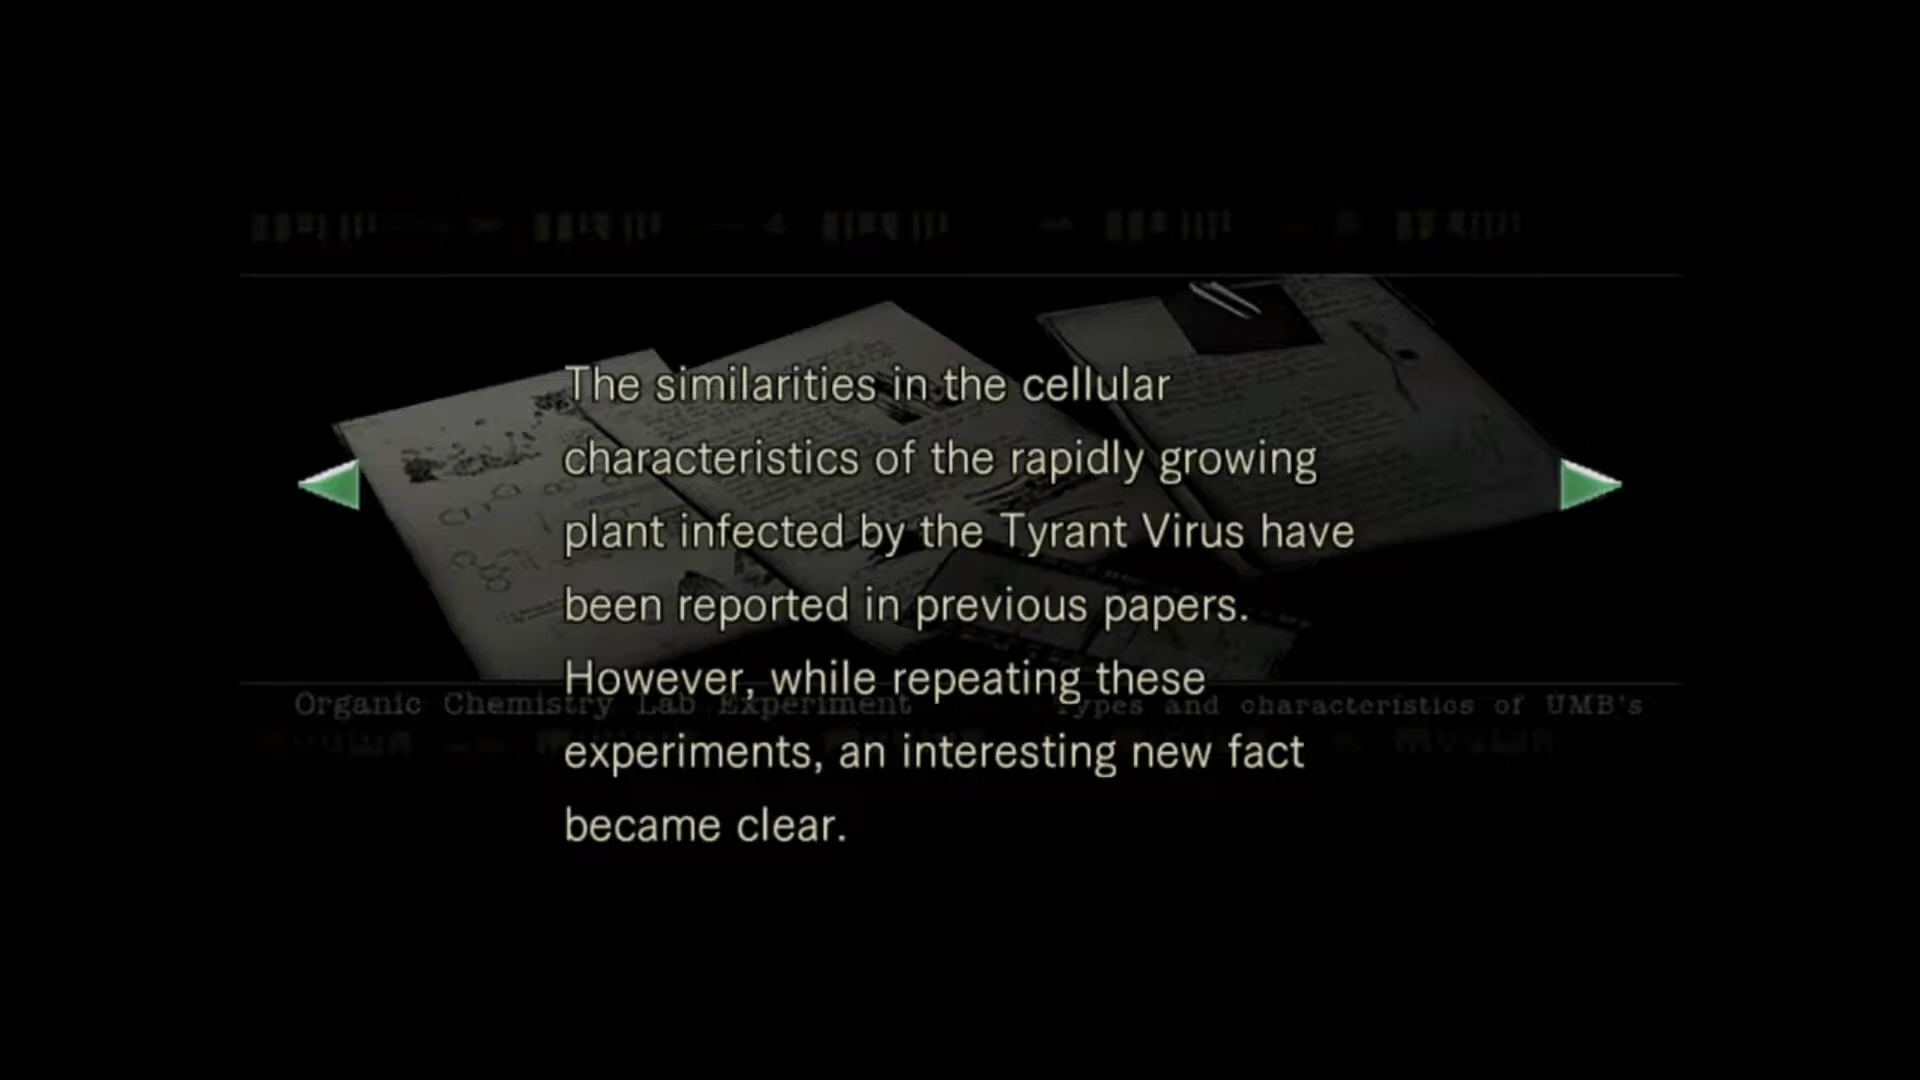 The similarities in the cellular
characteristics of the rapidly growing
plant infected by the Tyrant Virus have
been reported in previous papers.
However, while repeating these
Organic Chemistry Lab Experiment
Types and characteristics of UMB's
experiments, an interesting new fact
became clear.